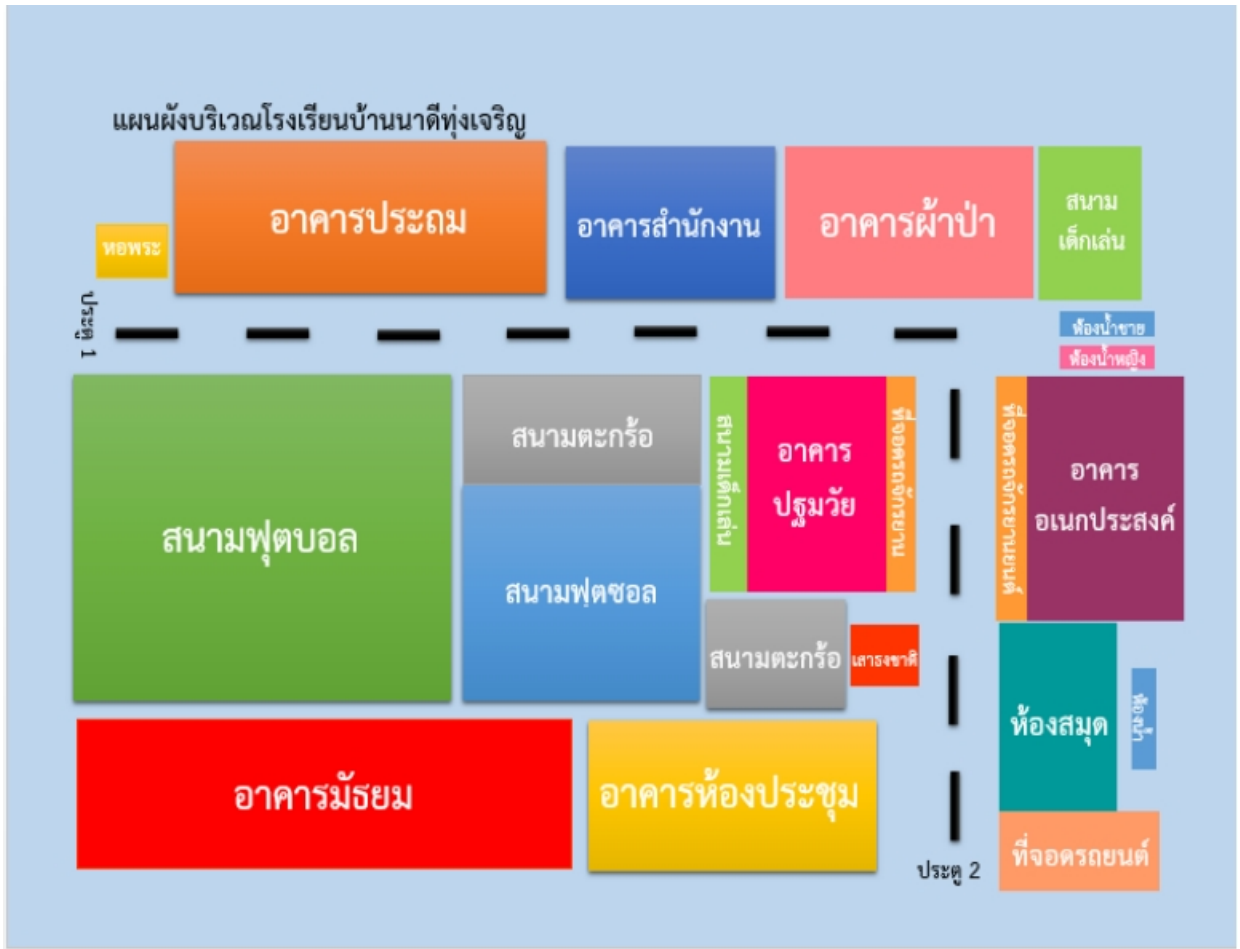 แผนผังบริเวณโรงเรียนบ้านนาดีทุ่งเจริญ
หอพระ
อาคารประถม
อาคารสำนักงาน
อาคารผ้าป่า
สนาม
เด็กเล่น
ประตู 1
ห้องน้ำชาย
ห้องน้ำหญิง
สนามฟุตบอล
สนามตะกร้อ
สนามฟุตซอล
สนามเด็กเล่น
อาคาร
ปฐมวัย
ที่จอดรถจักรยาน
ที่จอดรถจักรยานยนต์
อาคาร
อเนกประสงค์
สนามตะกร้อ
เสาธงชาติ
ห้องสมุด
ห้องน้ำ
อาคารมัธยม
อาคารห้องประชุม
ประตู 2
ที่จอดรถยนต์